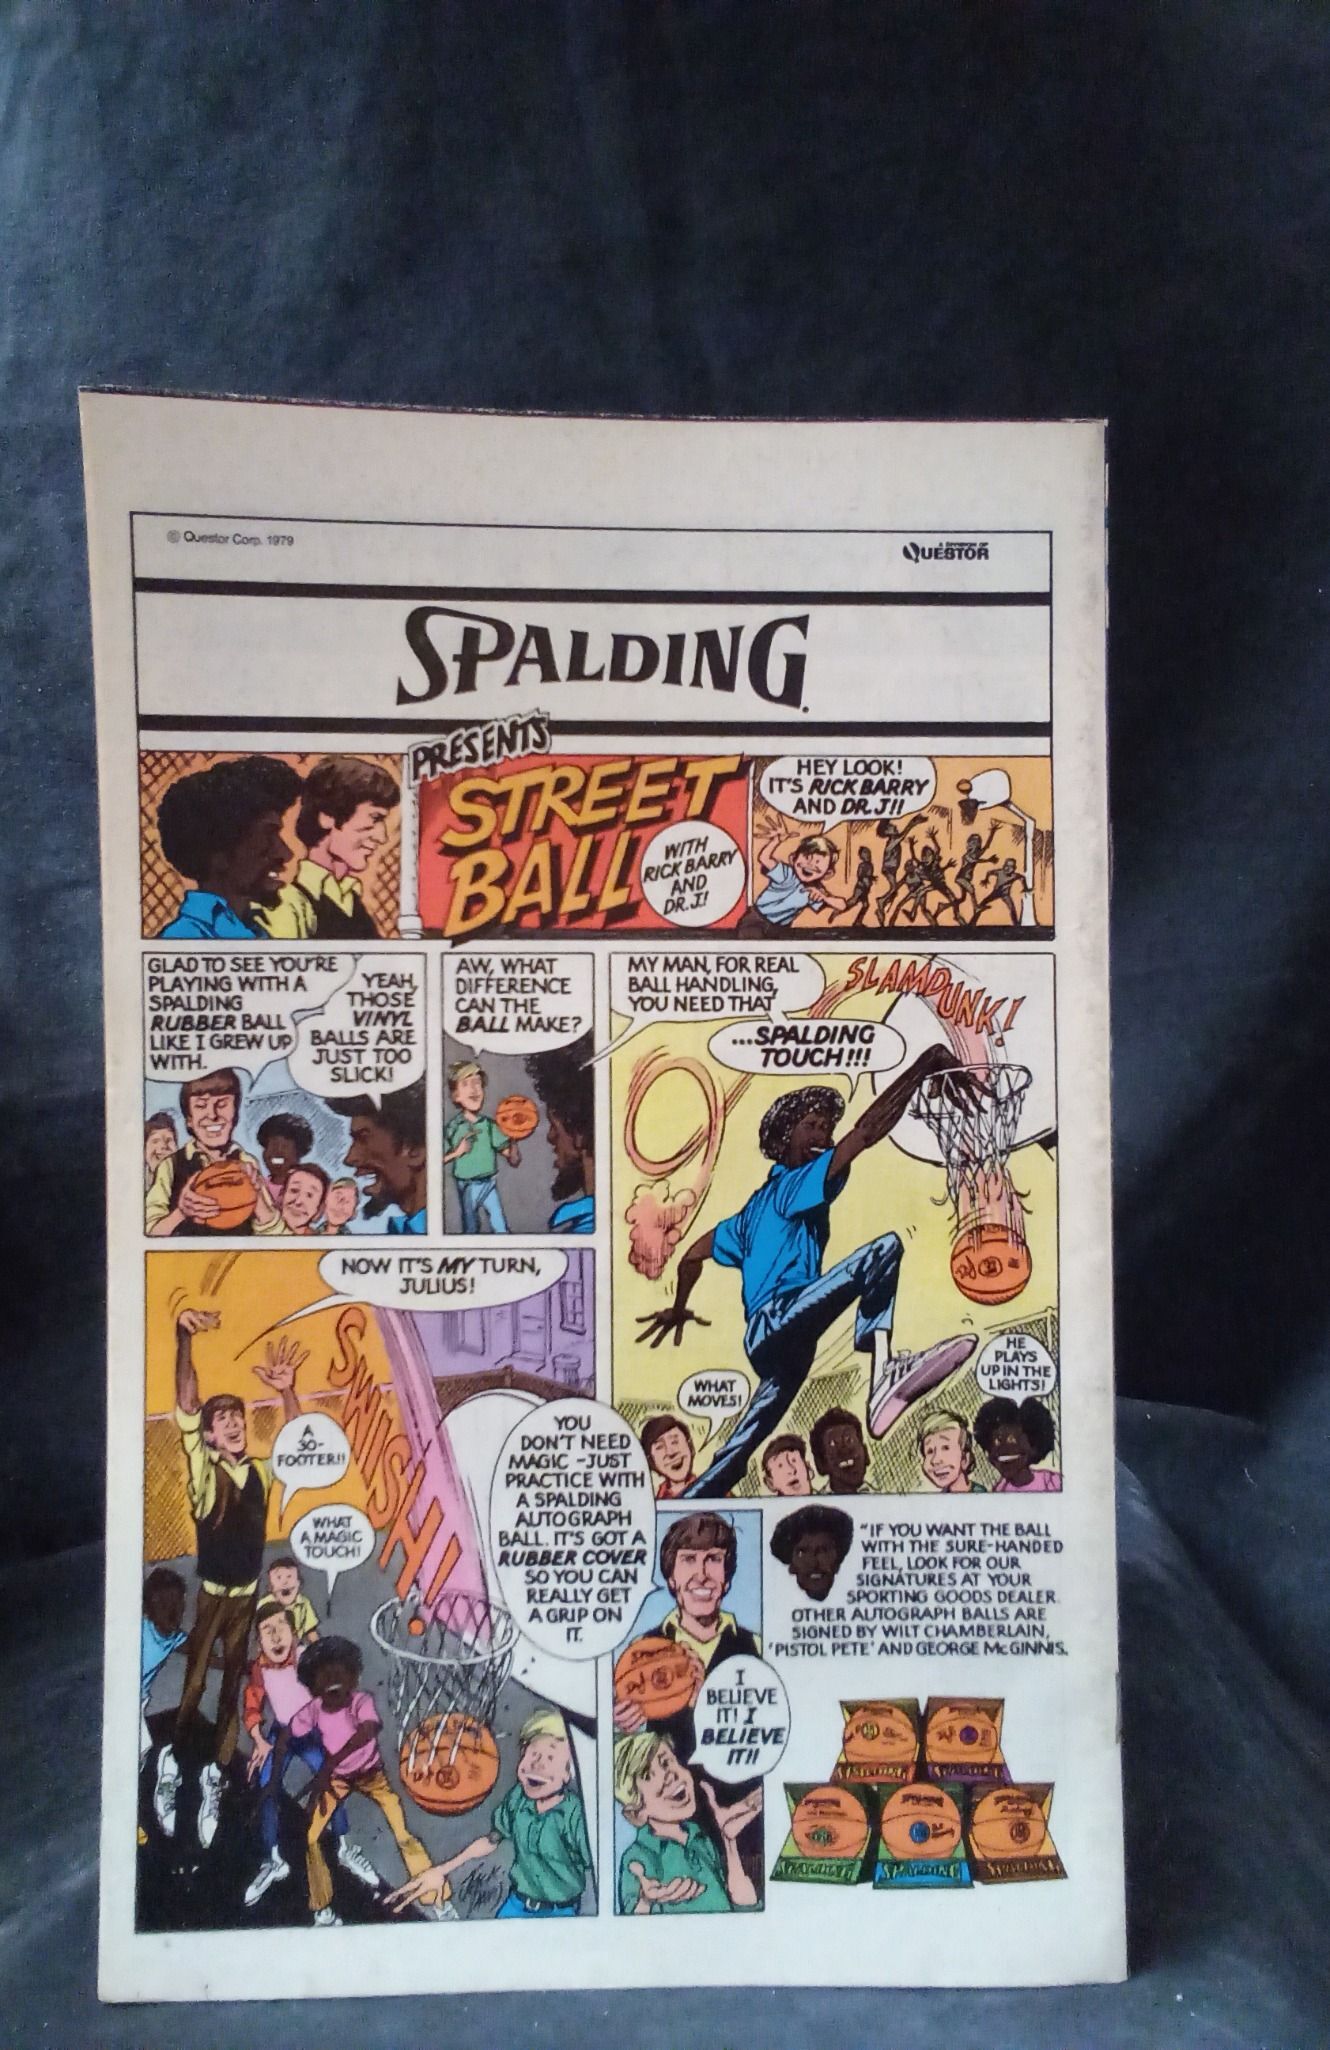 © Questor Corp. 1979
A DIVISION OF
QUESTOR
SPALDING
PRESENTS
STREET
BALL
WITH
RICK BARRY
AND
DR. J!
HEY LOOK!
IT'S RICK BARRY
AND DR. J!!
GLAD TO SEE YOU'RE
PLAYING WITH A
SPALDING
RUBBER BALL
LIKE I GREW UP
WITH.
YEAH,
THOSE
VINYL
BALLS ARE
JUST TOO
SLICK!
AW, WHAT
DIFFERENCE
CAN THE
BALL MAKE?
MY MAN, FOR REAL
BALL HANDLING,
YOU NEED THAT
...SPALDING
TOUCH!!!
SLAMDUNK!
WHAT
MOVES!
HE
PLAYS
UP IN THE
LIGHTS!
NOW IT'S MY TURN,
JULIUS!
SWISH!
A
30-
FOOTER!!
WHAT
A MAGIC
TOUCH!
YOU
DON'T NEED
MAGIC - JUST
PRACTICE WITH
A SPALDING
AUTOGRAPH
BALL. IT'S GOT A
RUBBER COVER
SO YOU CAN
REALLY GET
A GRIP ON
IT.
I
BELIEVE
IT! I
BELIEVE
IT!!
"IF YOU WANT THE BALL
WITH THE SURE-HANDED
FEEL, LOOK FOR OUR
SIGNATURES AT YOUR
SPORTING GOODS DEALER.
OTHER AUTOGRAPH BALLS ARE
SIGNED BY WILT CHAMBERLAIN,
'PISTOL PETE' AND GEORGE McGINNIS.
SPALDING
SPALDING
SPALDING
SPALDING
SPALDING